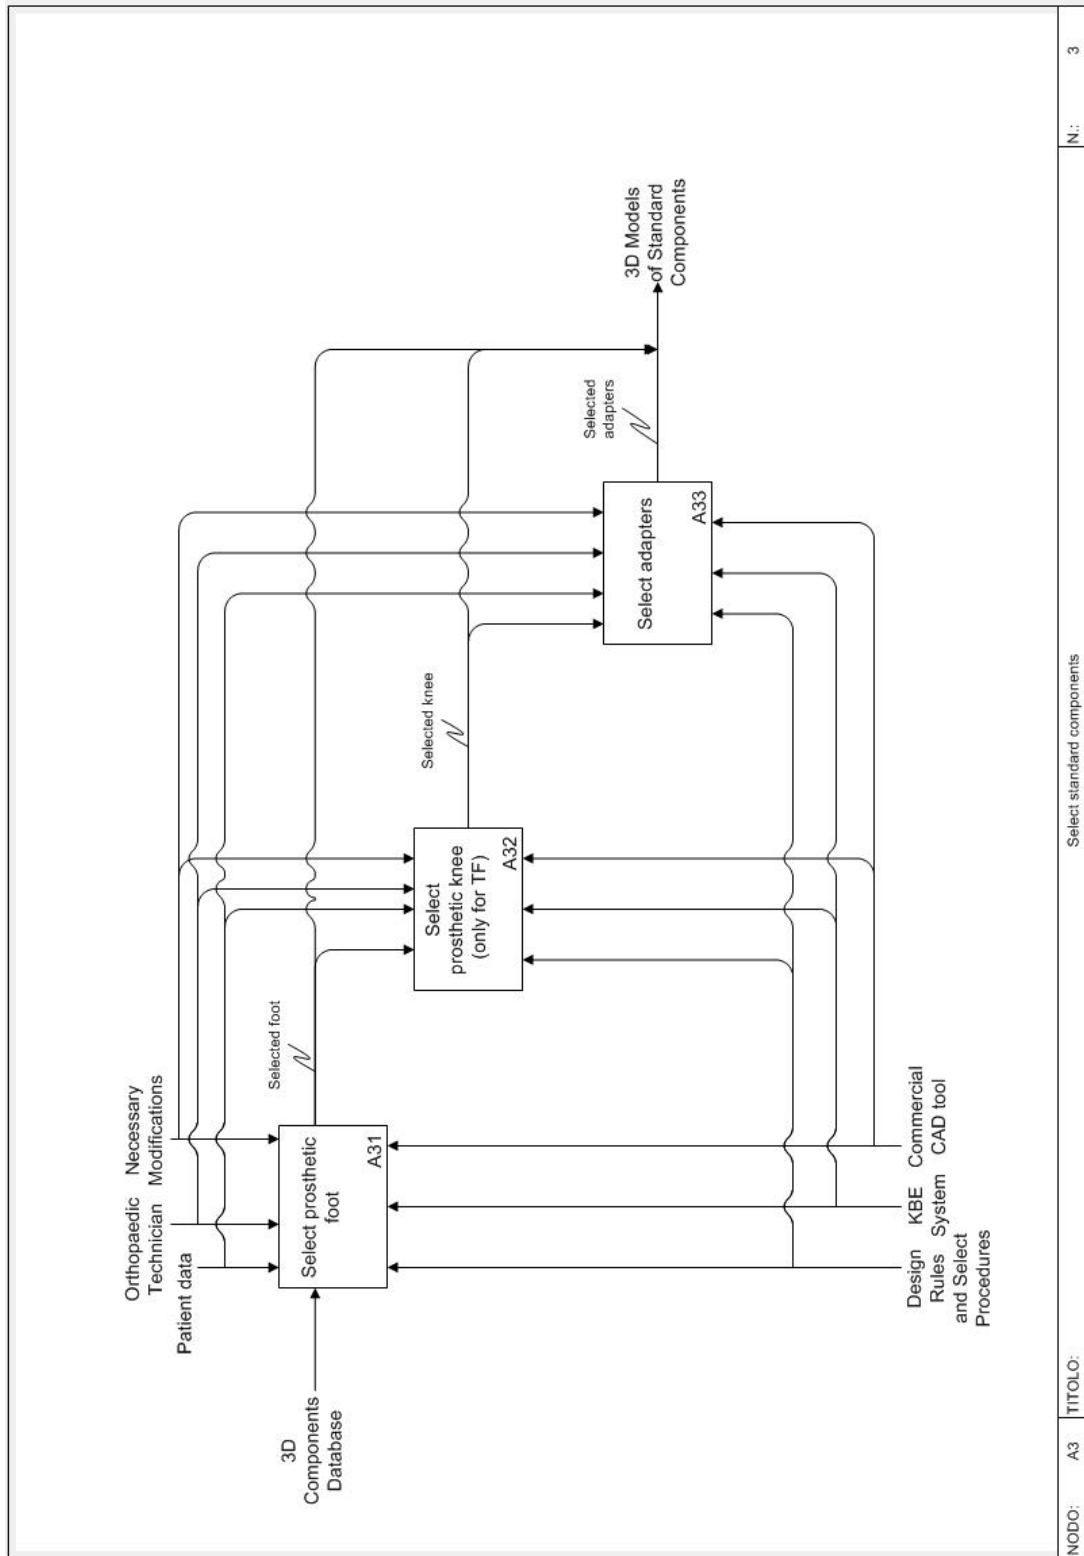 Orthopaedic
Technician
Necessary
Modifications
Patient data
3D
Components
Database
Select prosthetic
foot
A31
Selected foot
Select
prosthetic knee
(only for TF)
A32
Selected knee
Select adapters
A33
Selected
adapters
3D Models
of Standard
Components
Design
Rules
and Select
Procedures
KBE
System
Commercial
CAD tool
NODO:
A3
TITOLO:
Select standard components
N.:
3